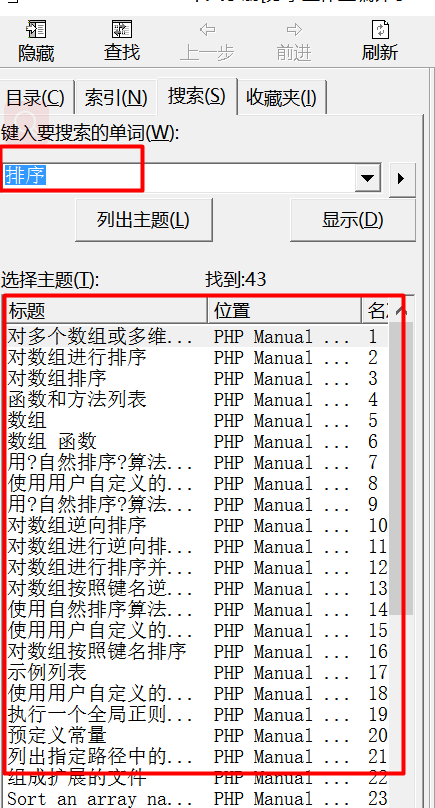 隐藏 查找 上一步 前进 刷新
目录(C) 索引(N) 搜索(S) 收藏夹(I)
键入要搜索的单词(W):
排序
列出主题(L) 显示(D)
选择主题(T): 找到:43
标题 位置
对多个数组或多维... PHP Manual ... 1
对数组进行排序 PHP Manual ... 2
对数组排序 PHP Manual ... 3
函数和方法列表 PHP Manual ... 4
数组 PHP Manual ... 5
数组 函数 PHP Manual ... 6
用?自然排序?算法... PHP Manual ... 7
使用用户自定义的... PHP Manual ... 8
用?自然排序?算法... PHP Manual ... 9
对数组逆向排序 PHP Manual ... 10
对数组进行逆向排... PHP Manual ... 11
对数组进行排序并... PHP Manual ... 12
对数组按照键名逆... PHP Manual ... 13
使用自然排序算法... PHP Manual ... 14
使用用户自定义的... PHP Manual ... 15
对数组按照键名排序 PHP Manual ... 16
示例列表 PHP Manual ... 17
使用用户自定义的... PHP Manual ... 18
执行一个全局正则... PHP Manual ... 19
预定义常量 PHP Manual ... 20
列出指定路径中的... PHP Manual ... 21
组成扩展的文件 PHP Manual ... 22
Sort an array na... PHP Manual ... 23